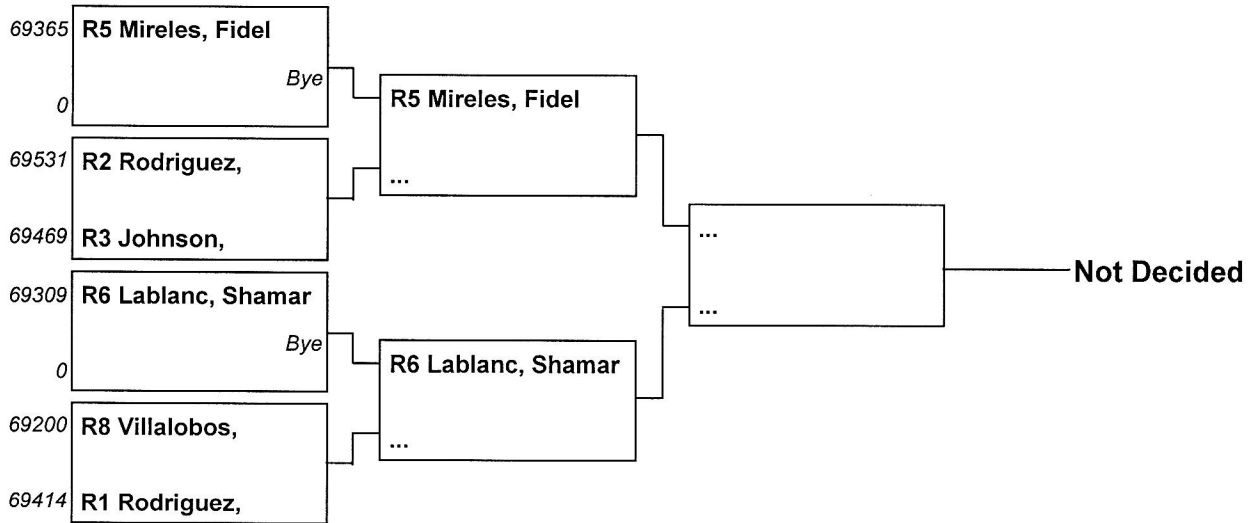 69365 R5 Mireles, Fidel
Bye
0
R5 Mireles, Fidel
69531 R2 Rodriguez,
...
69469 R3 Johnson,
...
Not Decided
69309 R6 Lablanc, Shamar
...
Bye
0
R6 Lablanc, Shamar
69200 R8 Villalobos,
...
69414 R1 Rodriguez,